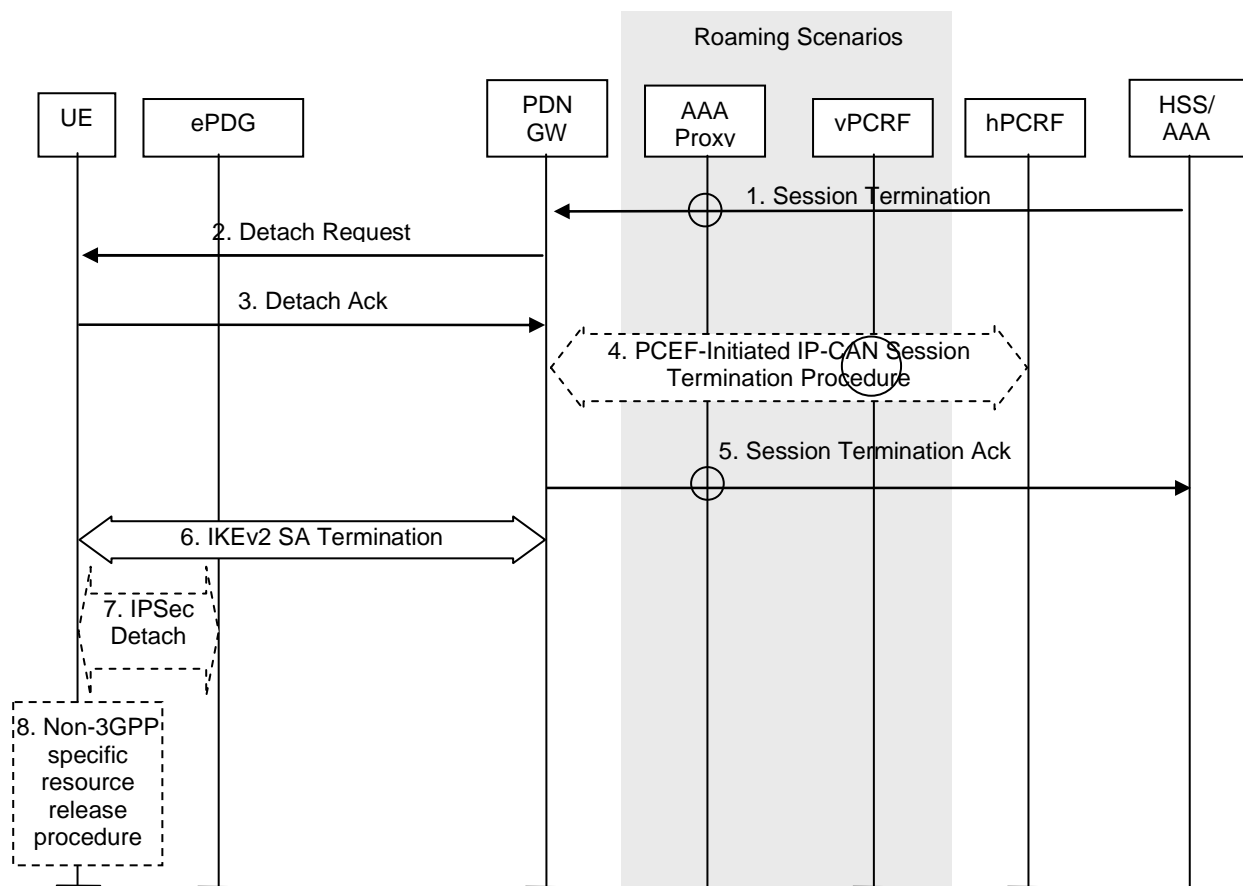 Roaming Scenarios
UE
ePDG
PDN
GW
AAA
Proxy
vPCRF
hPCRF
HSS/
AAA
1. Session Termination
2. Detach Request
3. Detach Ack
4. PCEF-Initiated IP-CAN Session
Termination Procedure
5. Session Termination Ack
6. IKEv2 SA Termination
7. IPSec
Detach
8. Non-3GPP
specific
resource
release
procedure